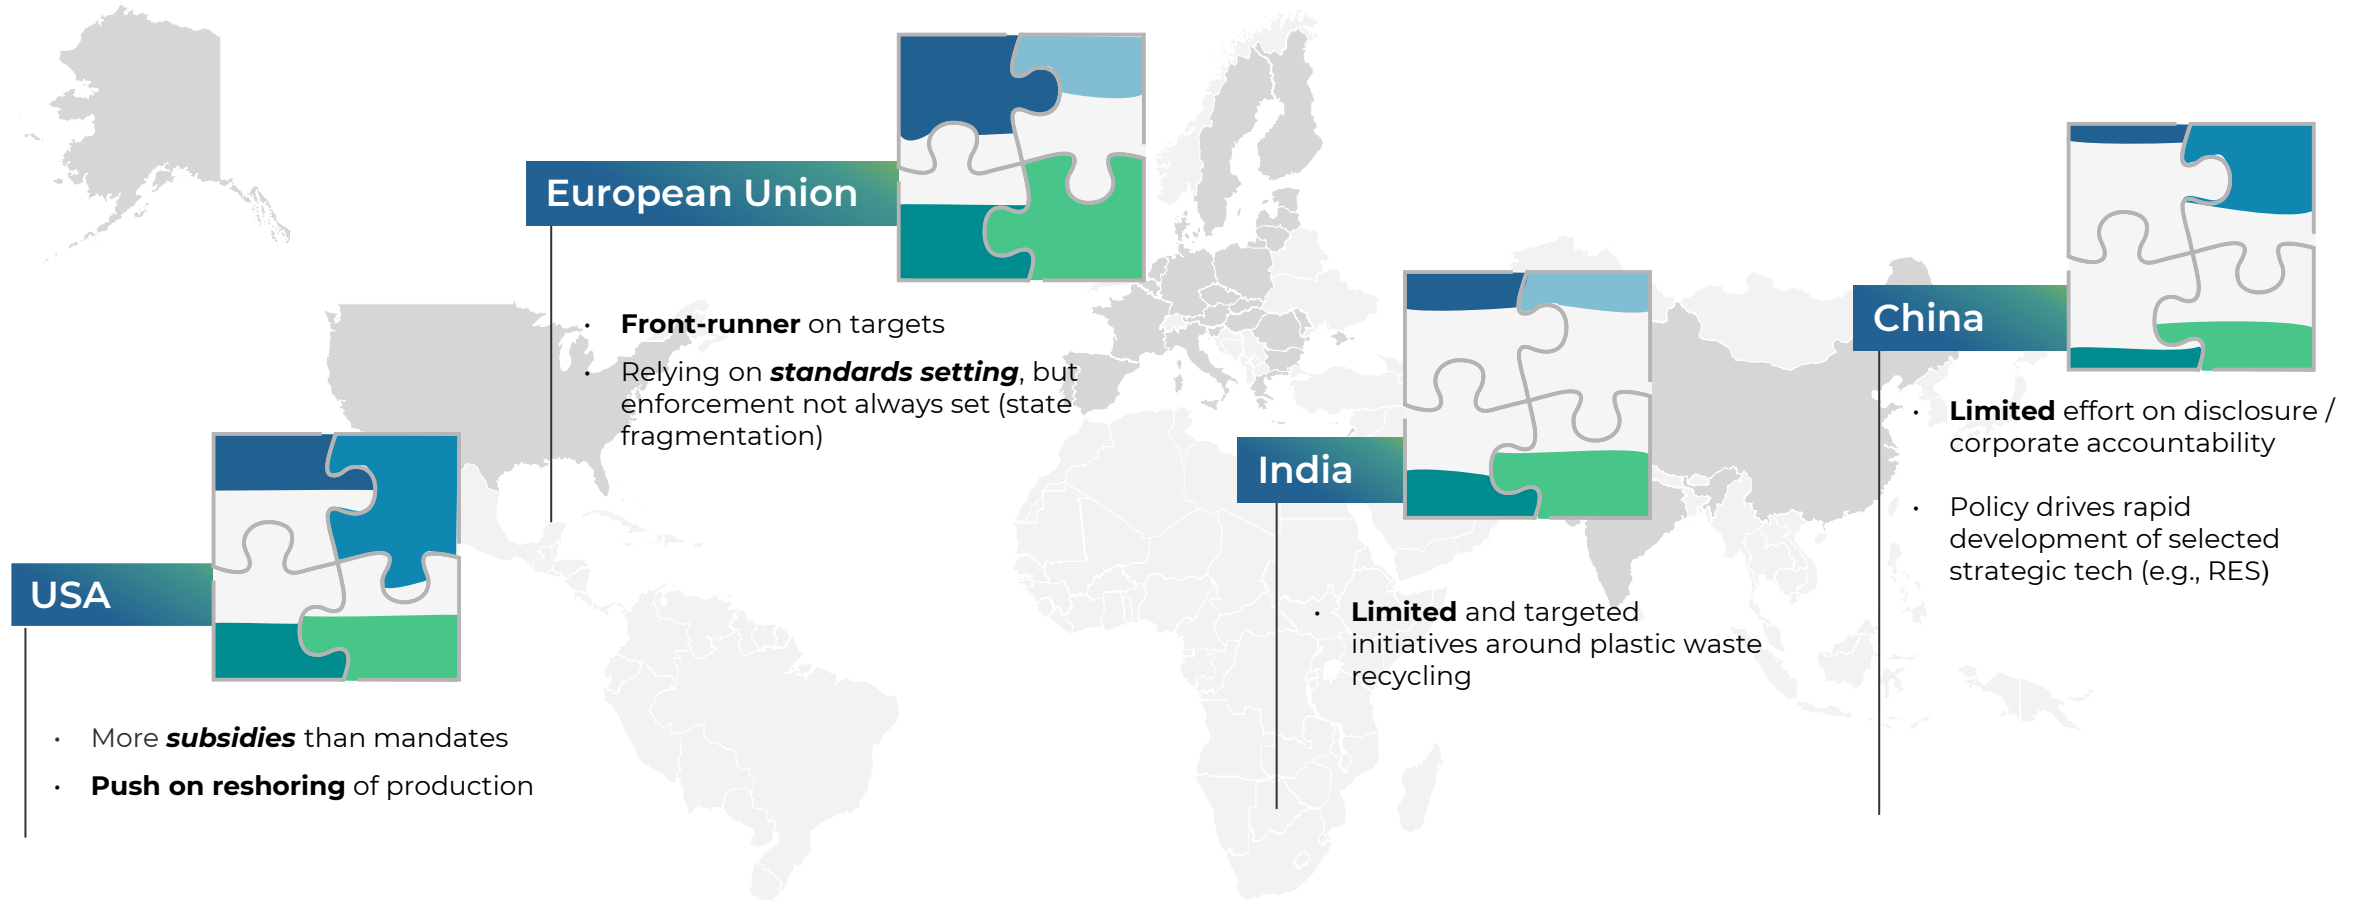 European Union
• Front-runner on targets
• Relying on standards setting, but
enforcement not always set (state
fragmentation)
USA
• More subsidies than mandates
• Push on reshoring of production
India
• Limited and targeted
initiatives around plastic waste
recycling
China
• Limited effort on disclosure /
corporate accountability
• Policy drives rapid
development of selected
strategic tech (e.g., RES)